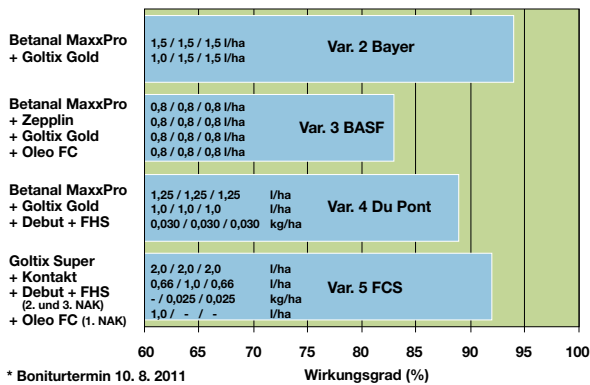 Betanal MaxxPro
+ Goltix Gold
1,5 / 1,5 / 1,5 l/ha
1,0 / 1,5 / 1,5 l/ha
Var. 2 Bayer
Betanal MaxxPro
+ Zepplin
+ Goltix Gold
+ Oleo FC
0,8 / 0,8 / 0,8 l/ha
0,8 / 0,8 / 0,8 l/ha
0,8 / 0,8 / 0,8 l/ha
0,8 / 0,8 / 0,8 l/ha
Var. 3 BASF
Betanal MaxxPro
+ Goltix Gold
+ Debut + FHS
1,25 / 1,25 / 1,25 l/ha
1,0 / 1,0 / 1,0 l/ha
0,030 / 0,030 / 0,030 kg/ha
Var. 4 Du Pont
Goltix Super
+ Kontakt
+ Debut + FHS
(2. und 3. NAK)
+ Oleo FC (1. NAK)
2,0 / 2,0 / 2,0 l/ha
0,66 / 1,0 / 0,66 l/ha
- / 0,025 / 0,025 kg/ha
1,0 / - / - l/ha
Var. 5 FCS
60 65 70 75 80 85 90 95 100
* Boniturtermin 10. 8. 2011
Wirkungsgrad (%)